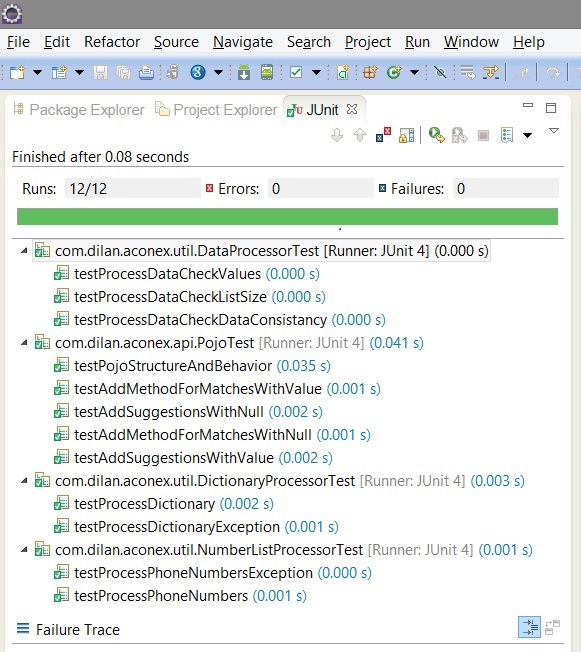 File Edit Refactor Source Navigate Search Project Run Window Help
Package Explorer Project Explorer JUnit
Finished after 0.08 seconds
Runs: 12/12 Errors: 0 Failures: 0
com.dilan.aconex.util.DataProcessorTest [Runner: JUnit 4] (0.000 s)
testProcessDataCheckValues (0.000 s)
testProcessDataCheckListSize (0.000 s)
testProcessDataCheckDataConsistancy (0.000 s)
com.dilan.aconex.api.PojoTest [Runner: JUnit 4] (0.041 s)
testPojoStructureAndBehavior (0.035 s)
testAddMethodForMatchesWithValue (0.001 s)
testAddSuggestionsWithNull (0.002 s)
testAddMethodForMatchesWithNull (0.001 s)
testAddSuggestionsWithValue (0.002 s)
com.dilan.aconex.util.DictionaryProcessorTest [Runner: JUnit 4] (0.003 s)
testProcessDictionary (0.002 s)
testProcessDictionaryException (0.001 s)
com.dilan.aconex.util.NumberListProcessorTest [Runner: JUnit 4] (0.001 s)
testProcessPhoneNumbersException (0.000 s)
testProcessPhoneNumbers (0.001 s)
Failure Trace